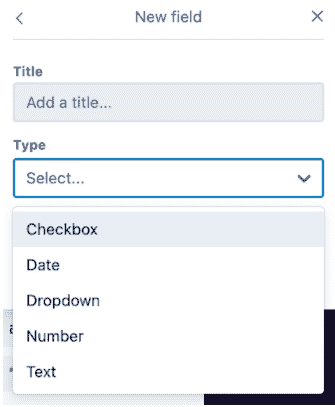 New field
Title
Add a title...
Type
Select...
Checkbox
Date
Dropdown
Number
Text